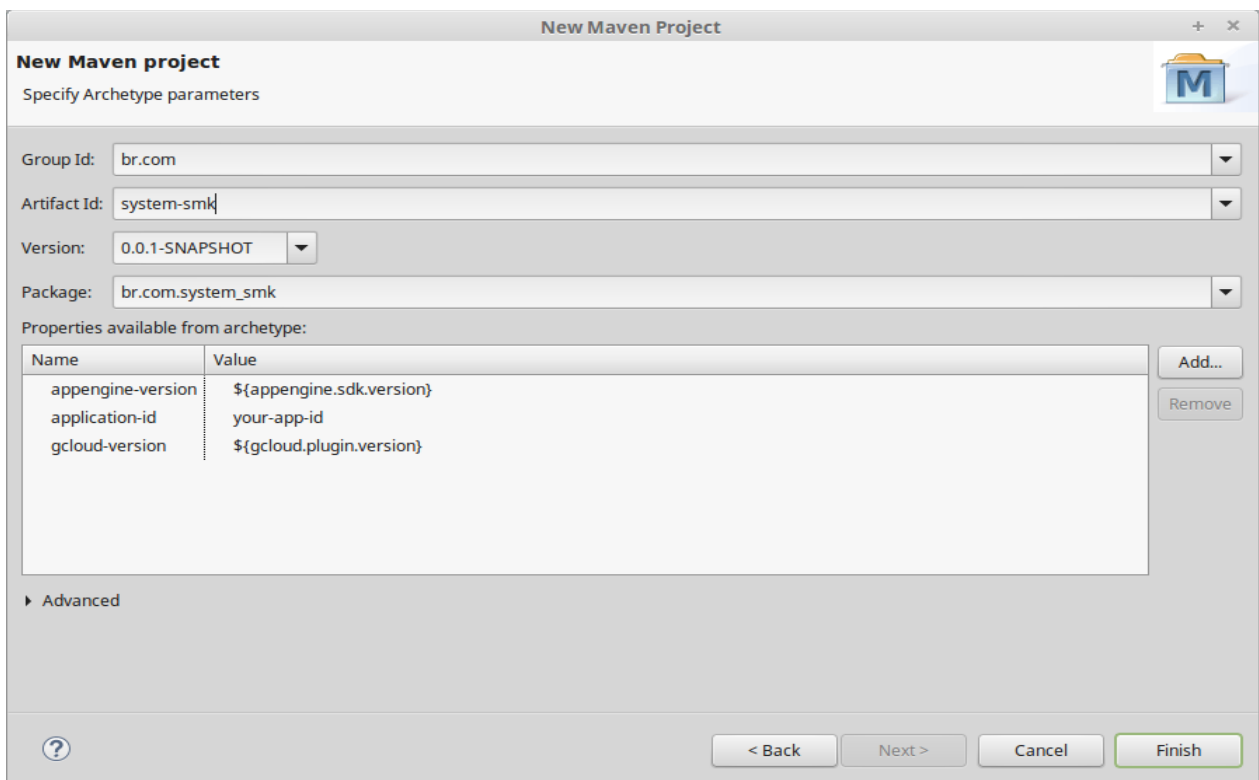 New Maven Project
New Maven project
Specify Archetype parameters
M
Group Id: br.com
Artifact Id: system-smk
Version: 0.0.1-SNAPSHOT
Package: br.com.system_smk
Properties available from archetype:
Name Value
Add...
appengine-version ${appengine.sdk.version}
Remove
application-id your-app-id
gcloud-version ${gcloud.plugin.version}
Advanced
? < Back Next > Cancel Finish